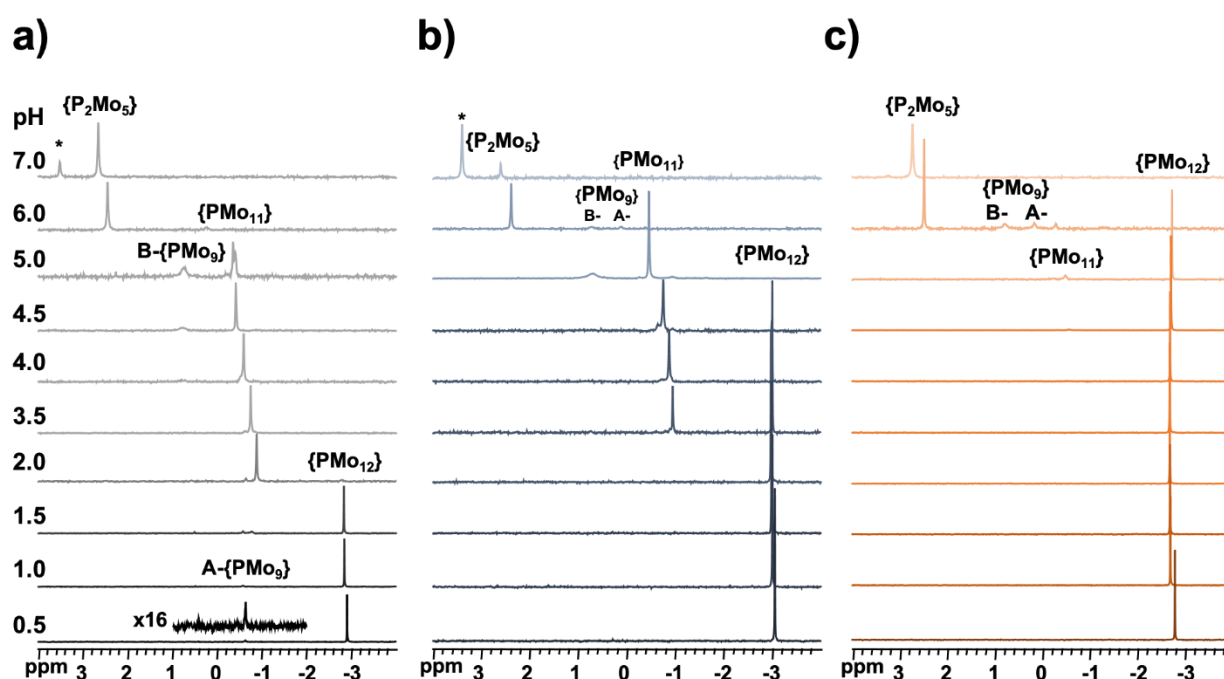 a)
b)
c)
pH
7.0
6.0
5.0
4.5
4.0
3.5
2.0
1.5
1.0
0.5
{P₂Mo₅}
*
{PMo₁₁}
B-{PMo₉}
{PMo₁₂}
A-{PMo₉}
x16
ppm 3 2 1 0 -1 -2 -3
*
{P₂Mo₅}
{PMo₁₁}
{PMo₉}
B- A-
{PMo₁₂}
ppm 3 2 1 0 -1 -2 -3
{P₂Mo₅}
{PMo₁₂}
{PMo₉}
B- A-
{PMo₁₁}
ppm 3 2 1 0 -1 -2 -3